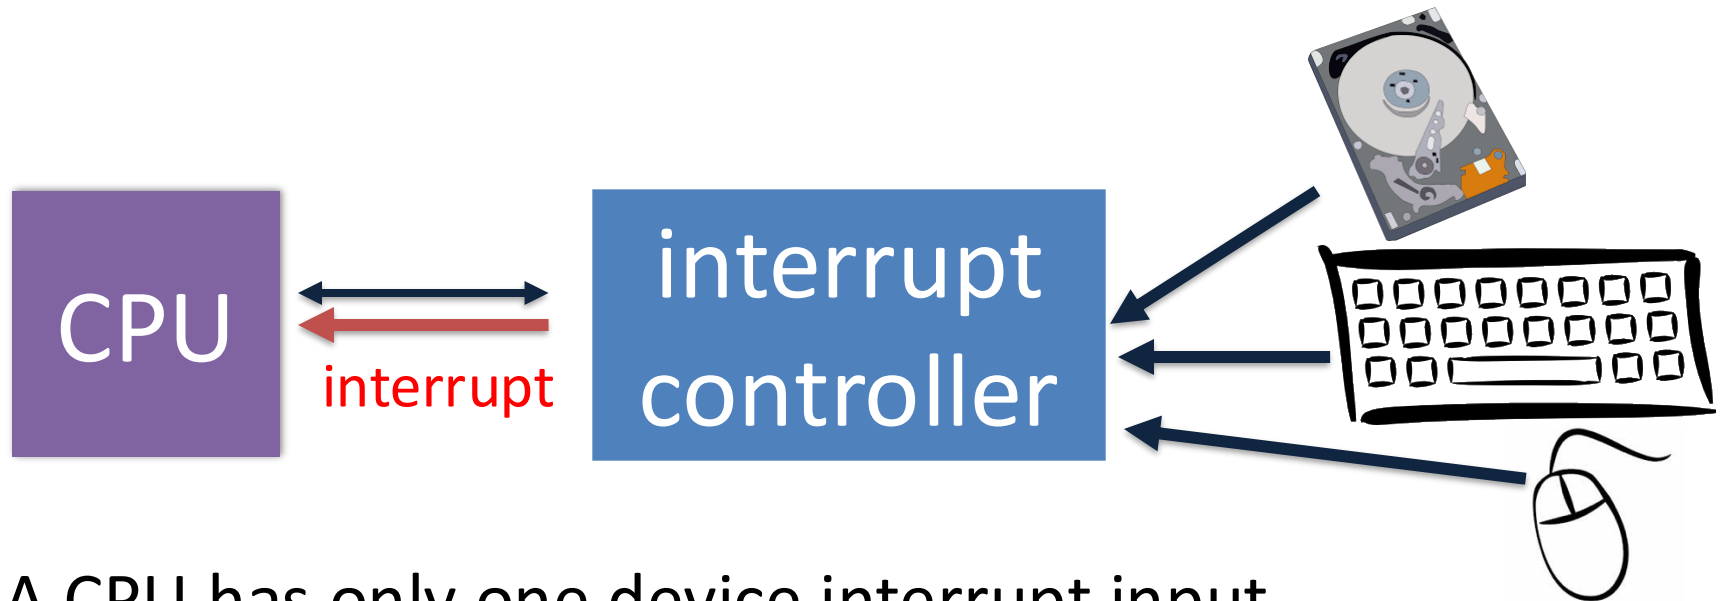 CPU
interrupt
interrupt
controller
A CPU has only one device interrupt input